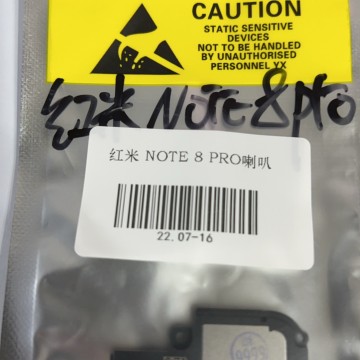 CAUTION
STATIC SENSITIVE
DEVICES
NOT TO BE HANDLED
BY UNAUTHORISED
PERSONNEL YX
红米 Note 8 pro
红米 NOTE 8 PRO喇叭
22.07-16